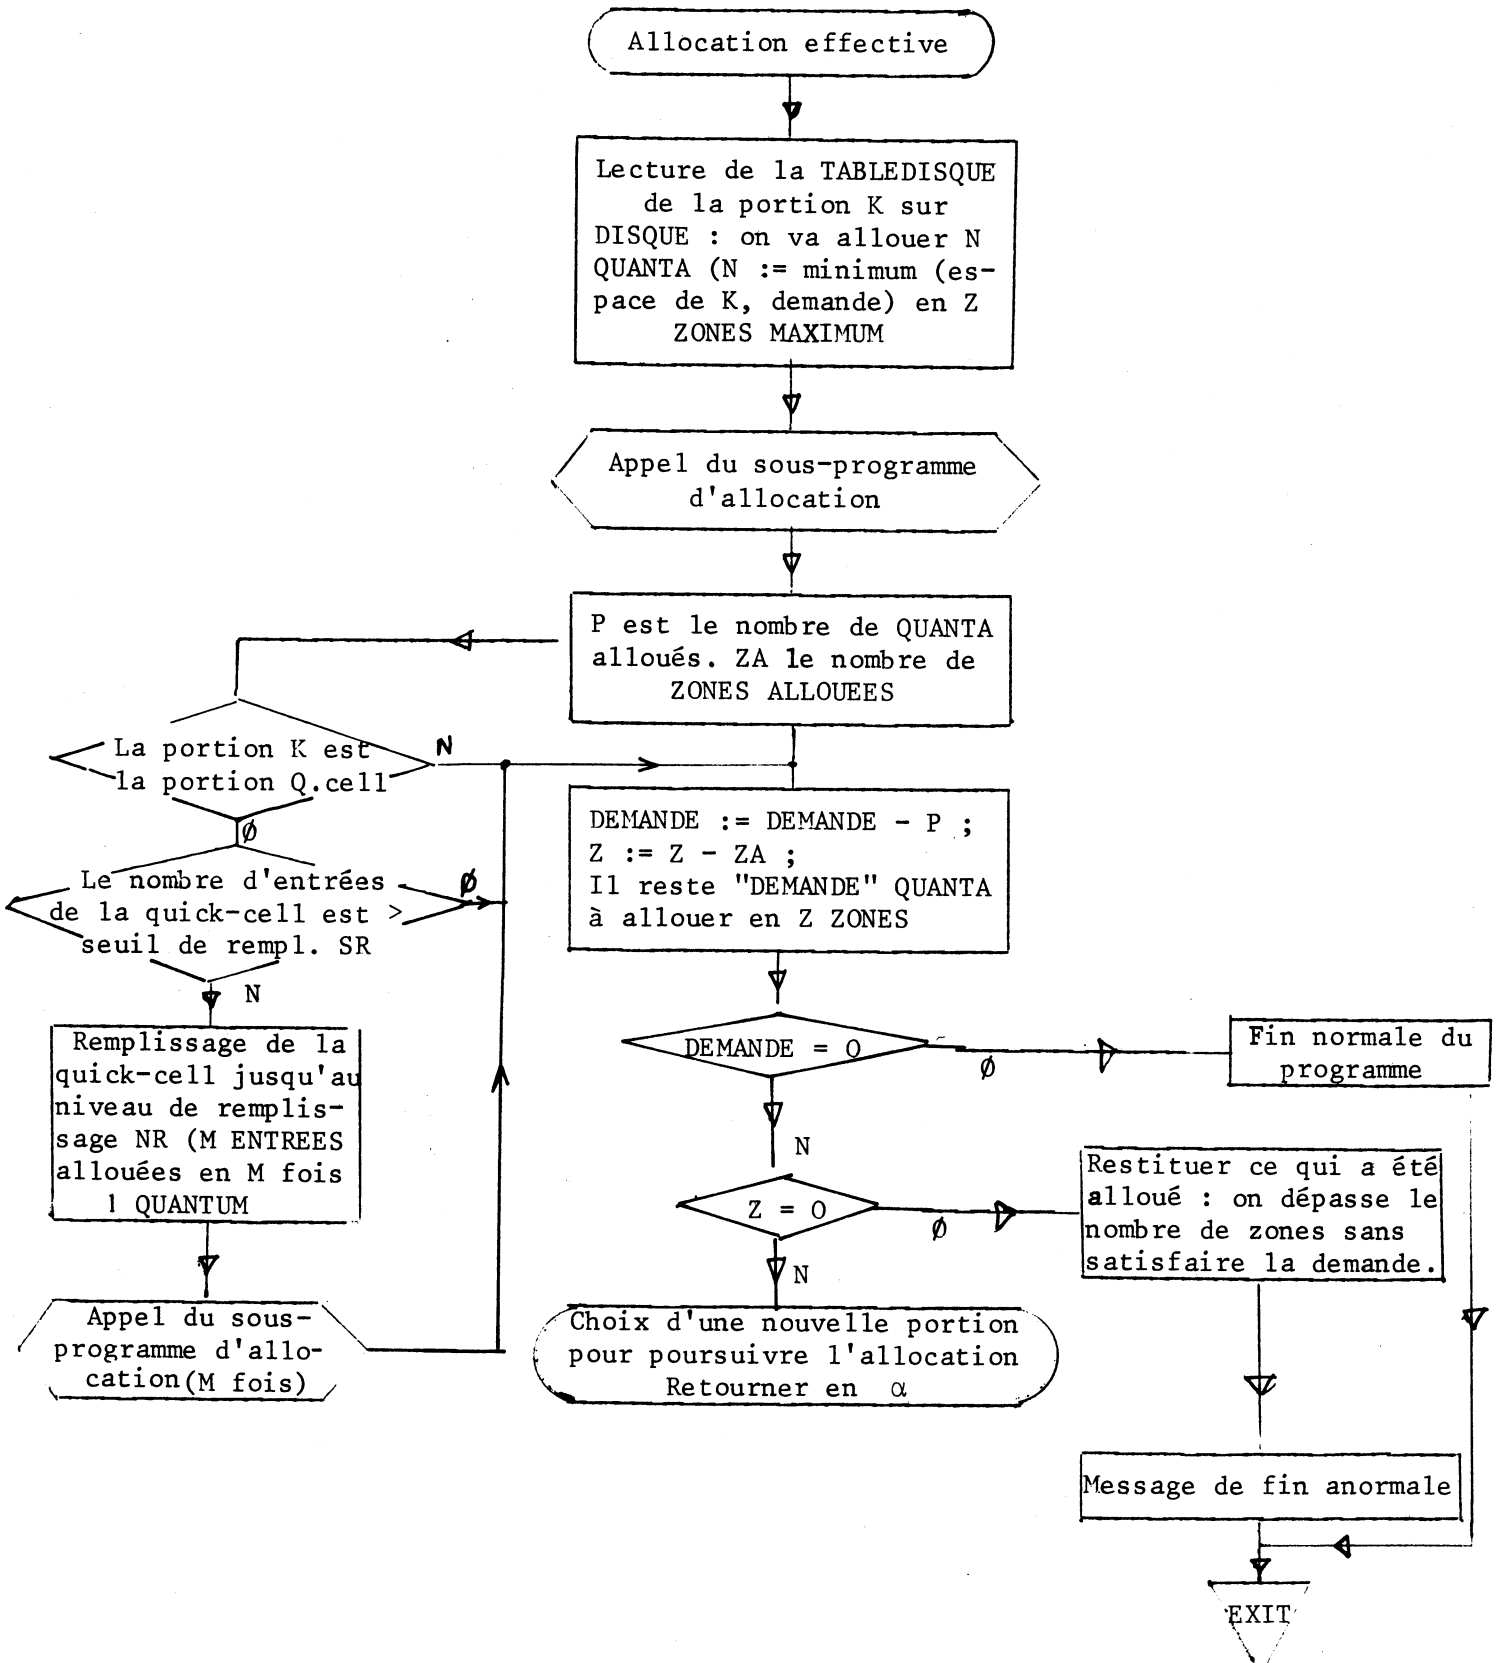 Allocation effective
Lecture de la TABLEDISQUE
de la portion K sur
DISQUE : on va allouer N
QUANTA (N := minimum (es-
pace de K, demande) en Z
ZONES MAXIMUM
Appel du sous-programme
d'allocation
P est le nombre de QUANTA
alloués. ZA le nombre de
ZONES ALLOUEES
La portion K est
la portion Q.cell
N
Ø
Le nombre d'entrées
de la quick-cell est >
seuil de rempl. SR
Ø
N
Remplissage de la
quick-cell jusqu'au
niveau de remplis-
sage NR (M ENTREES
allouées en M fois
1 QUANTUM
Appel du sous-
programme d'allo-
cation(M fois)
DEMANDE := DEMANDE - P ;
Z := Z - ZA ;
Il reste "DEMANDE" QUANTA
à allouer en Z ZONES
DEMANDE = O
Ø
N
Fin normale du
programme
Z = O
Ø
N
Restituer ce qui a été
alloué : on dépasse le
nombre de zones sans
satisfaire la demande.
Choix d'une nouvelle portion
pour poursuivre l'allocation
Retourner en α
Message de fin anormale
EXIT